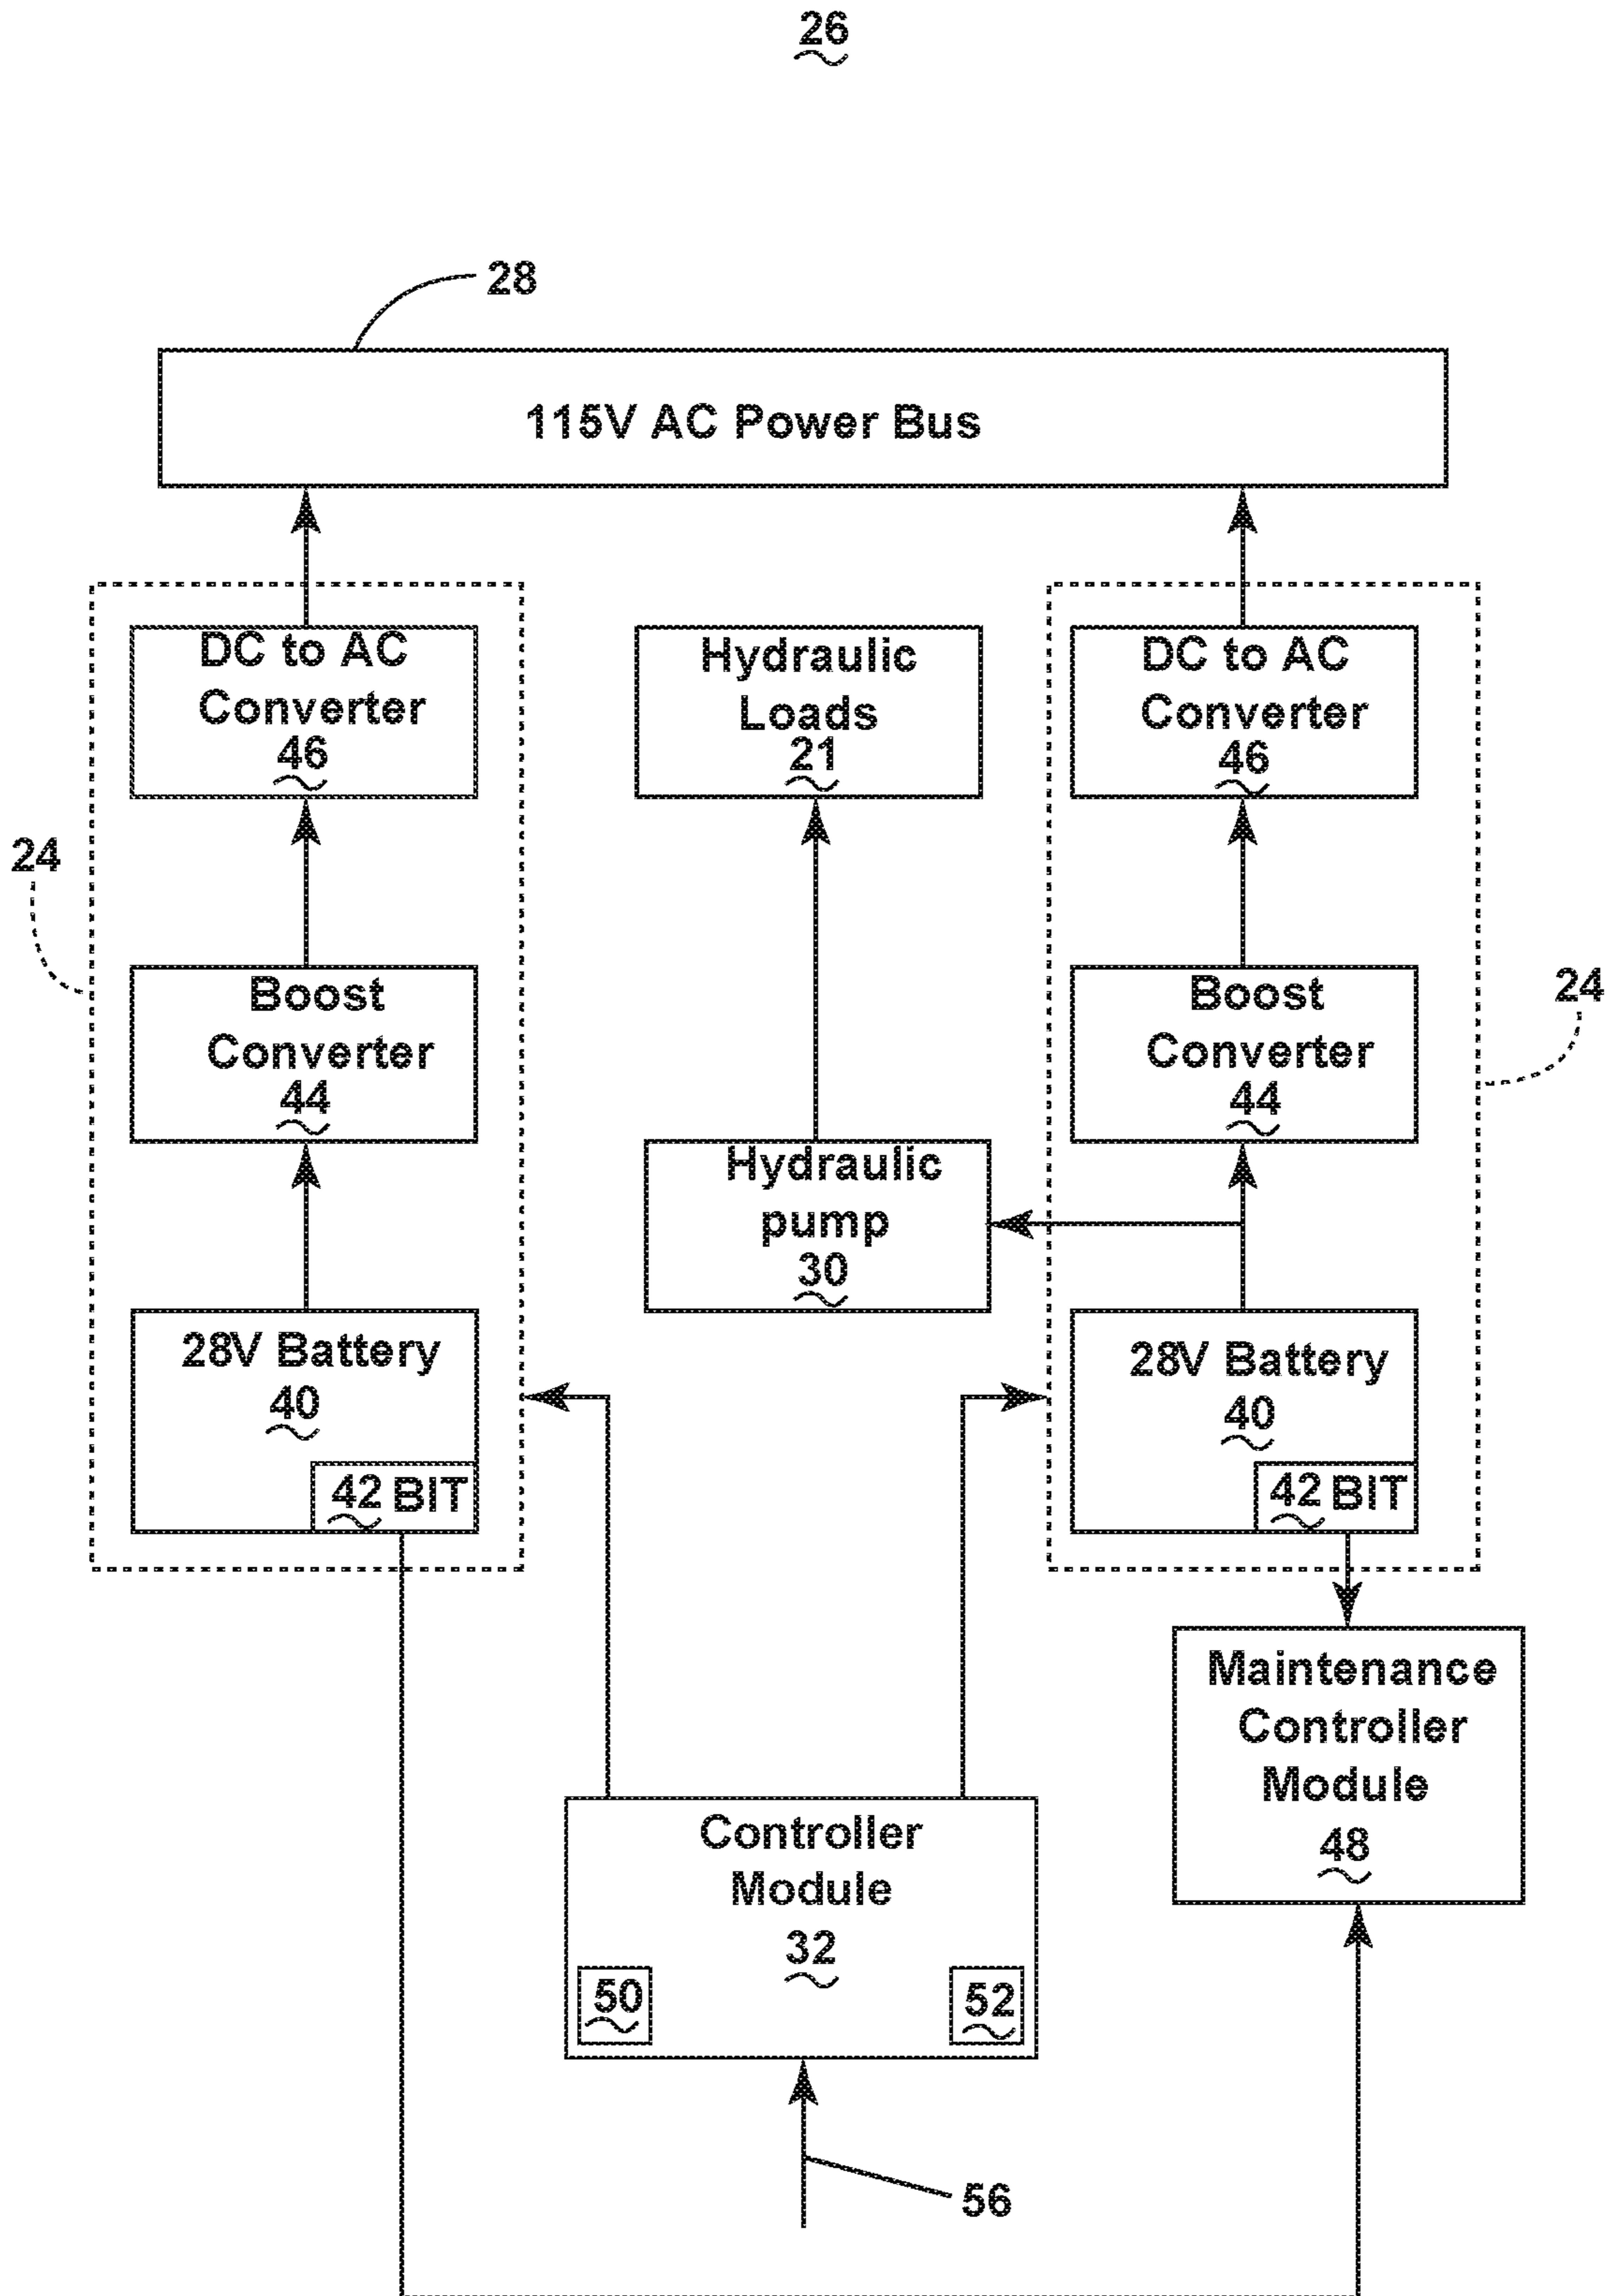 26
28
115V AC Power Bus
DC to AC
Converter
46
Hydraulic
Loads
21
DC to AC
Converter
46
24
Boost
Converter
44
Boost
Converter
44
24
Hydraulic
pump
30
28V Battery
40
42 BIT
28V Battery
40
42 BIT
Maintenance
Controller
Module
48
Controller
Module
32
50
52
56